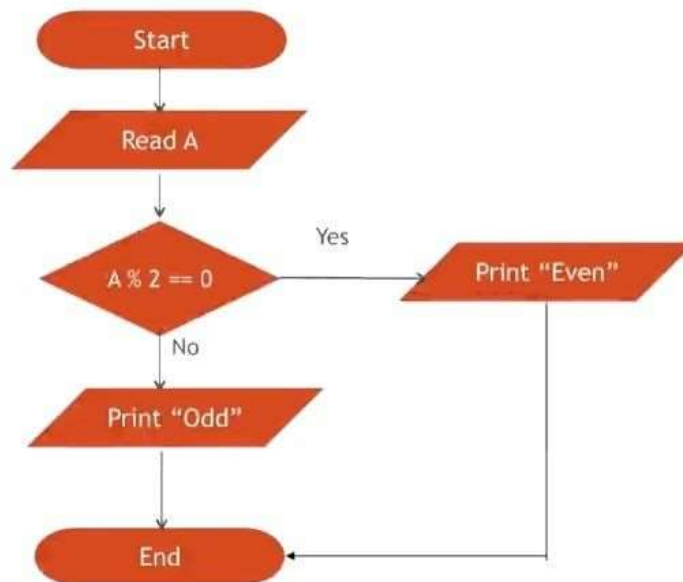 Start
Read A
Yes
A % 2 == 0
Print “Even”
No
Print “Odd”
End